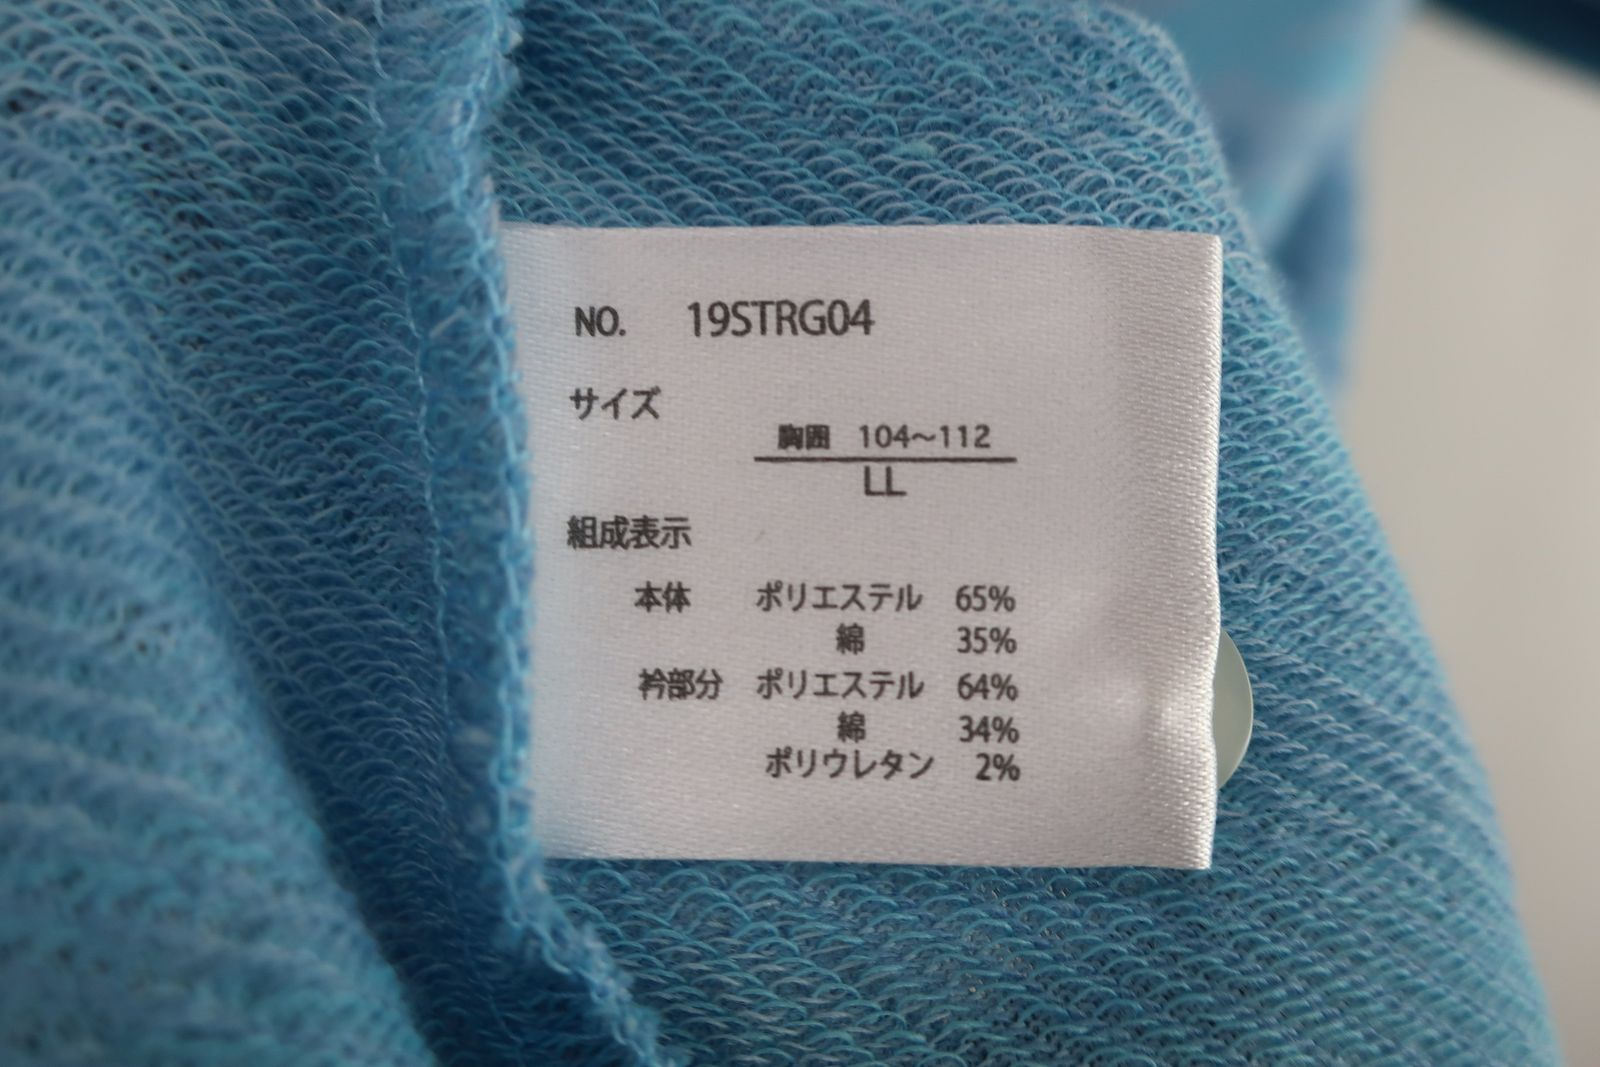 NO. 19STRG04
サイズ
胸囲 104～112
LL
組成表示
本体 ポリエステル 65%
綿 35%
衿部分 ポリエステル 64%
綿 34%
ポリウレタン 2%